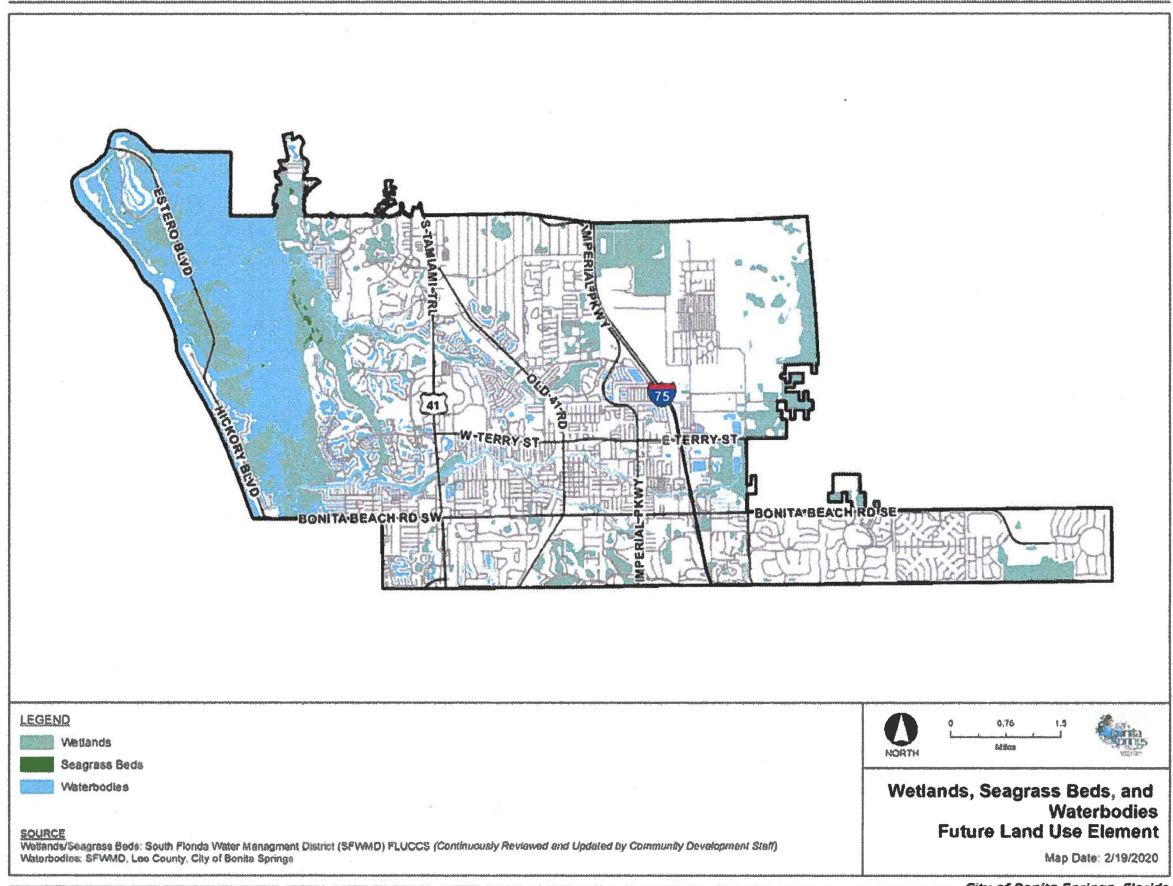 ESTERO BLVD
HICKORY BLVD
S TAMIAMI TRL
41
OLD 41 RD
IMPERIAL PKWY
75
W TERRY ST
E TERRY ST
BONITA BEACH RD SW
IMPERIAL PKWY
BONITA BEACH RD SE
LEGEND
Wetlands
Seagrass Beds
Waterbodies
SOURCE
Wetlands/Seagrass Beds: South Florida Water Managment District (SFWMD) FLUCCS (Continuously Reviewed and Updated by Community Development Staff)
Waterbodies: SFWMD, Lee County, City of Bonita Springs
NORTH
0 0.75 1.5
Miles
Bonita Springs
Wetlands, Seagrass Beds, and
Waterbodies
Future Land Use Element
Map Date: 2/19/2020
City of Bonita Springs, Florida